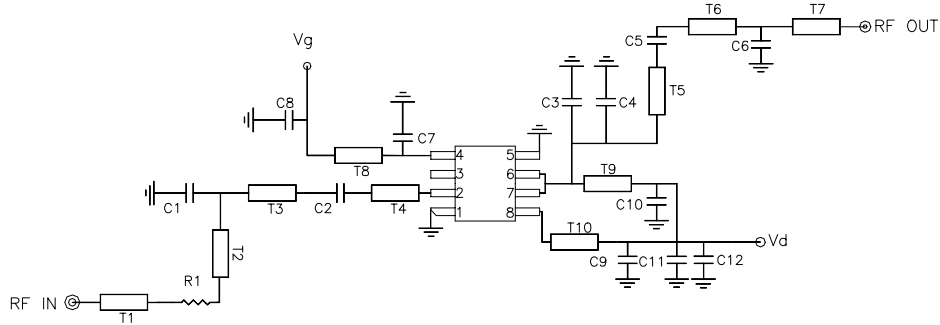 T6
T7
RF OUT
C5
C6
Vg
T5
C8
C3
C4
C7
4
5
T8
3
6
T9
2
7
C1
T3
C2
T4
C10
1
8
T10
Vd
T2
C9
C11
C12
R1
RF IN
T1